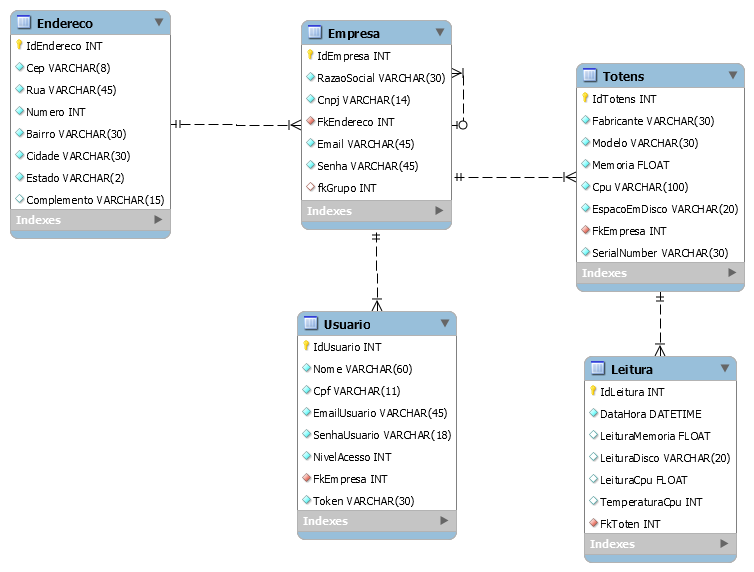 Endereco
IdEndereco INT
Cep VARCHAR(8)
Rua VARCHAR(45)
Numero INT
Bairro VARCHAR(30)
Cidade VARCHAR(30)
Estado VARCHAR(2)
Complemento VARCHAR(15)
Indexes
Empresa
IdEmpresa INT
RazaoSocial VARCHAR(30)
Cnpj VARCHAR(14)
FkEndereco INT
Email VARCHAR(45)
Senha VARCHAR(45)
fkGrupo INT
Indexes
Totens
IdTotens INT
Fabricante VARCHAR(30)
Modelo VARCHAR(30)
Memoria FLOAT
Cpu VARCHAR(100)
EspacoEmDisco VARCHAR(20)
FkEmpresa INT
SerialNumber VARCHAR(30)
Indexes
Usuario
IdUsuario INT
Nome VARCHAR(60)
Cpf VARCHAR(11)
EmailUsuario VARCHAR(45)
SenhaUsuario VARCHAR(18)
NivelAcesso INT
FkEmpresa INT
Token VARCHAR(30)
Indexes
Leitura
IdLeitura INT
DataHora DATETIME
LeituraMemoria FLOAT
LeituraDisco VARCHAR(20)
LeituraCpu FLOAT
TemperaturaCpu INT
FkToten INT
Indexes